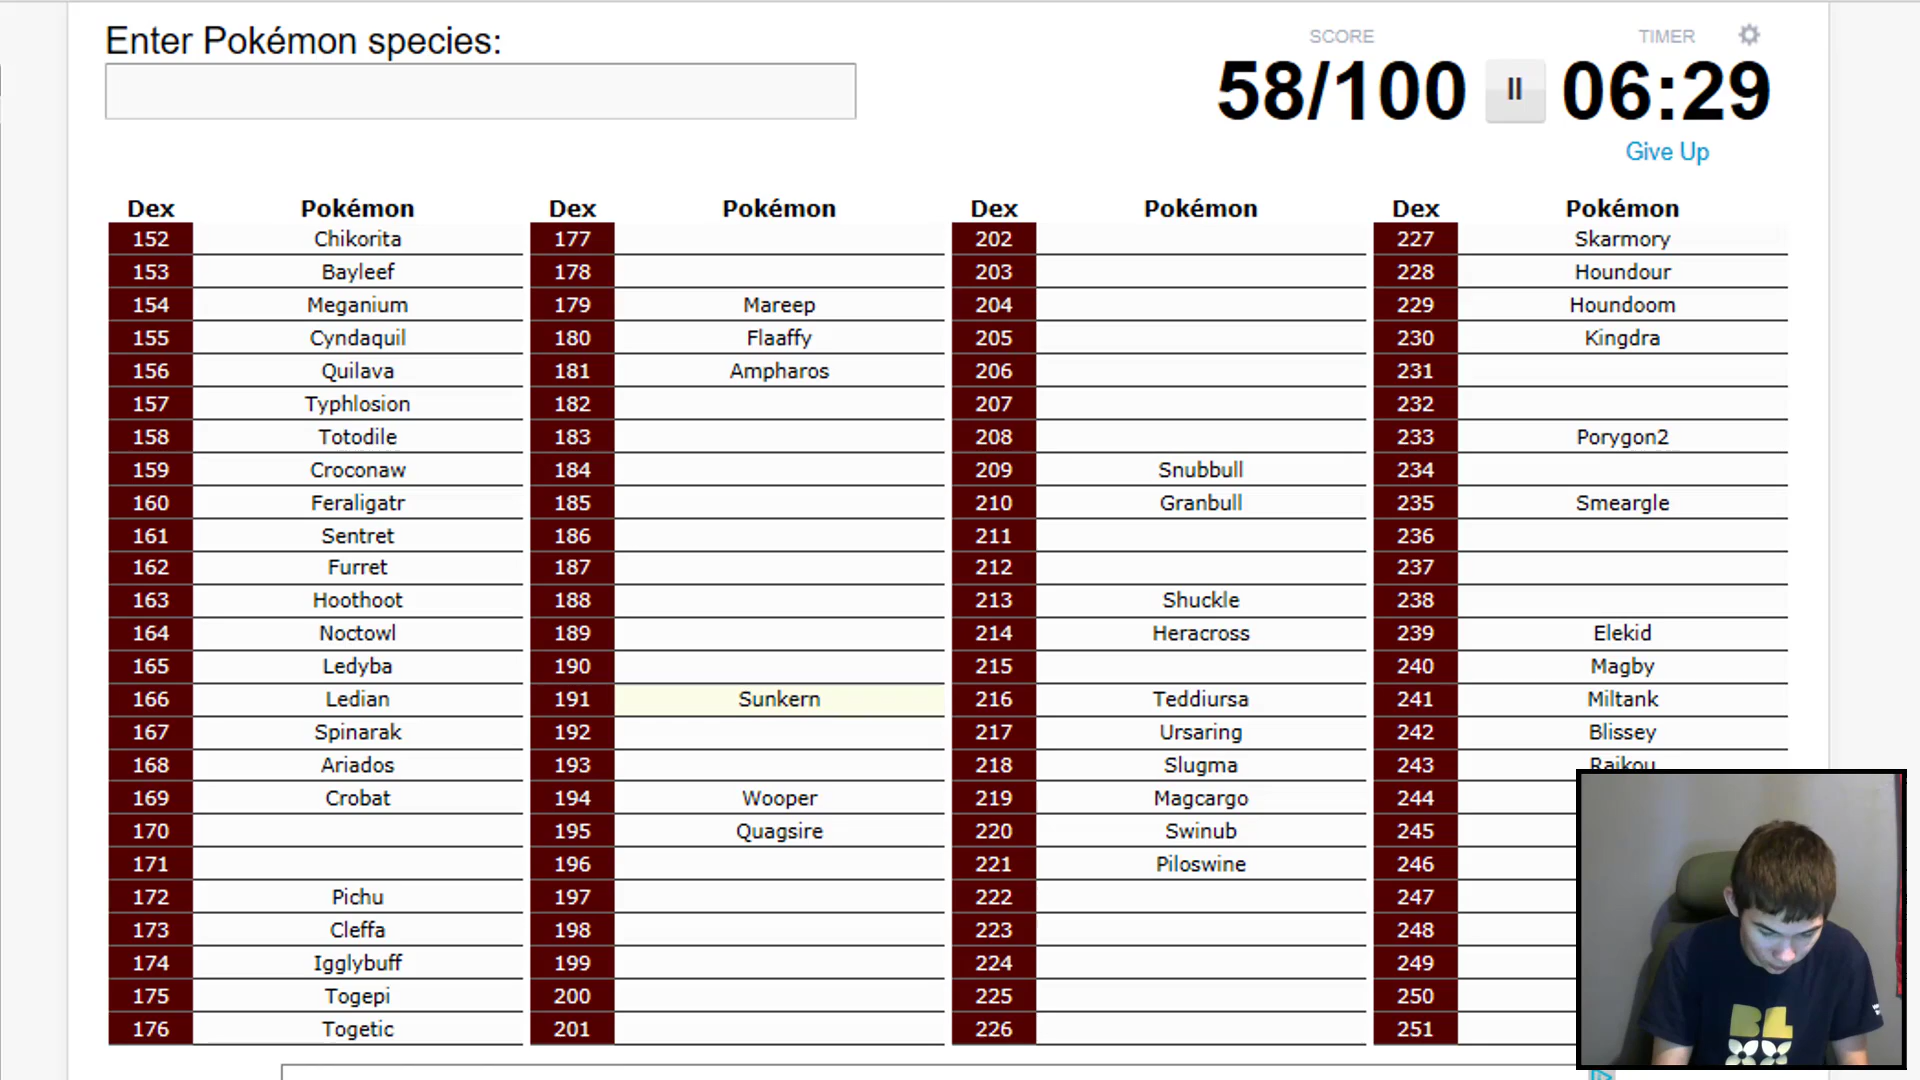 Enter Pokémon species:
SCORE
TIMER
58/100
06:29
Give Up
Dex Pokémon Dex Pokémon Dex Pokémon Dex Pokémon
152 Chikorita 177 202 227 Skarmory
153 Bayleef 178 203 228 Houndour
154 Meganium 179 Mareep 204 229 Houndoom
155 Cyndaquil 180 Flaaffy 205 230 Kingdra
156 Quilava 181 Ampharos 206 231
157 Typhlosion 182 207 232
158 Totodile 183 208 233 Porygon2
159 Croconaw 184 209 Snubbull 234
160 Feraligatr 185 210 Granbull 235 Smeargle
161 Sentret 186 211 236
162 Furret 187 212 237
163 Hoothoot 188 213 Shuckle 238
164 Noctowl 189 214 Heracross 239 Elekid
165 Ledyba 190 215 240 Magby
166 Ledian 191 Sunkern 216 Teddiursa 241 Miltank
167 Spinarak 192 217 Ursaring 242 Blissey
168 Ariados 193 218 Slugma 243 Raikou
169 Crobat 194 Wooper 219 Magcargo 244
170 195 Quagsire 220 Swinub 245
171 196 221 Piloswine 246
172 Pichu 197 222 247
173 Cleffa 198 223 248
174 Igglybuff 199 224 249
175 Togepi 200 225 250
176 Togetic 201 226 251
BL